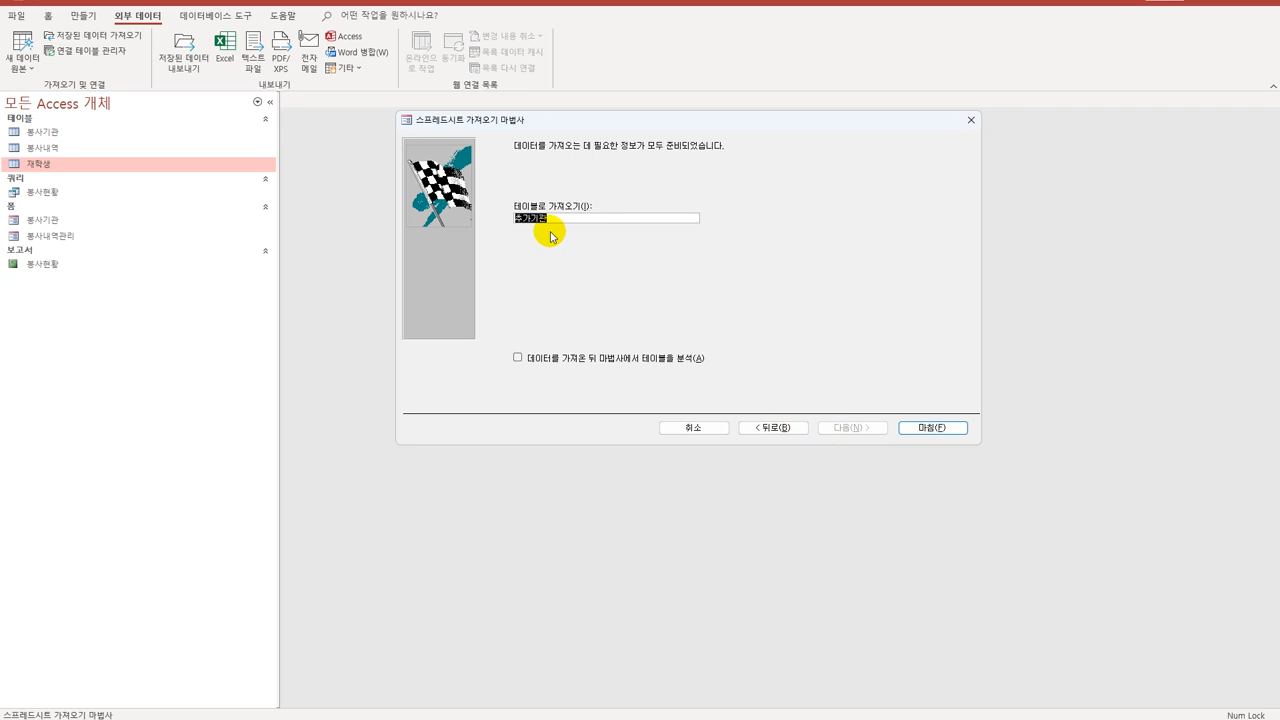 파일 홈 만들기 외부 데이터 데이터베이스 도구 도움말 어떤 작업을 원하시나요?
새 데이터 원본
저장된 데이터 가져오기
연결 테이블 관리자
가져오기 및 연결
저장된 데이터 내보내기
Excel
텍스트 파일
PDF/XPS
전자 메일
Access
Word 병합(W)
기타
내보내기
온라인으로 작업
동기화
변경 내용 취소
목록 데이터 캐시
목록 다시 연결
웹 연결 목록
모든 Access 개체
테이블
봉사기관
봉사내역
재학생
쿼리
봉사현황
폼
봉사기관
봉사내역관리
보고서
봉사현황
스프레드시트 가져오기 마법사
데이터를 가져오는 데 필요한 정보가 모두 준비되었습니다.
테이블로 가져오기(I):
추가기관
데이터를 가져온 뒤 마법사에서 테이블을 분석(A)
취소 < 뒤로(B) 다음(N) > 마침(F)
스프레드시트 가져오기 마법사 Num Lock